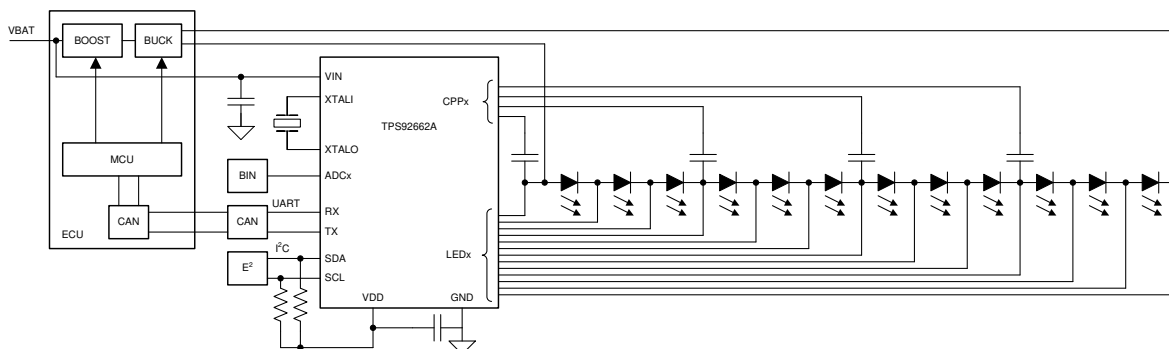 VBAT
BOOST
BUCK
MCU
CAN
ECU
BIN
UART
CAN
I²C
E²
VIN
XTALI
XTALO
ADCx
RX
TX
SDA
SCL
VDD
GND
TPS92662A
CPPx
LEDx